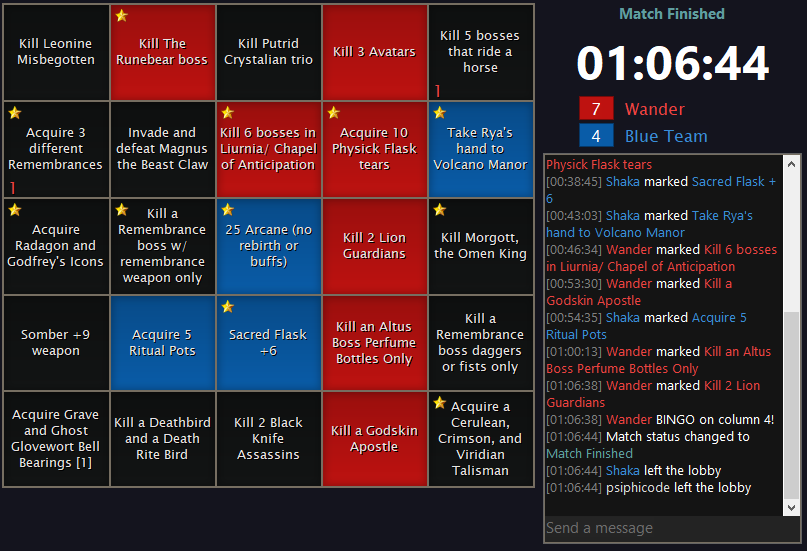 Kill Leonine
Misbegotten
Kill The
Runebear boss
Kill Putrid
Crystalian trio
Kill 3 Avatars
Kill 5 bosses
that ride a
horse
1
Acquire 3
different
Remembrances
1
Invade and
defeat Magnus
the Beast Claw
Kill 6 bosses in
Liurnia/ Chapel
of Anticipation
Acquire 10
Physick Flask
tears
Take Rya's
hand to
Volcano Manor
Acquire
Radagon and
Godfrey's Icons
Kill a
Remembrance
boss w/
remembrance
weapon only
25 Arcane (no
rebirth or
buffs)
Kill 2 Lion
Guardians
Kill Morgott,
the Omen King
Somber +9
weapon
Acquire 5
Ritual Pots
Sacred Flask
+6
Kill an Altus
Boss Perfume
Bottles Only
Kill a
Remembrance
boss daggers
or fists only
Acquire Grave
and Ghost
Glovewort Bell
Bearings [1]
Kill a Deathbird
and a Death
Rite Bird
Kill 2 Black
Knife
Assassins
Kill a Godskin
Apostle
Acquire a
Cerulean,
Crimson, and
Viridian
Talisman
Match Finished
01:06:44
7 Wander
4 Blue Team
Physick Flask tears
[00:38:45] Shaka marked Sacred Flask +
6
[00:43:03] Shaka marked Take Rya's
hand to Volcano Manor
[00:46:34] Wander marked Kill 6 bosses
in Liurnia/ Chapel of Anticipation
[00:53:30] Wander marked Kill a
Godskin Apostle
[00:54:35] Shaka marked Acquire 5
Ritual Pots
[01:00:13] Wander marked Kill an Altus
Boss Perfume Bottles Only
[01:06:38] Wander marked Kill 2 Lion
Guardians
[01:06:38] Wander BINGO on column 4!
[01:06:44] Match status changed to
Match Finished
[01:06:44] Shaka left the lobby
[01:06:44] psiphicode left the lobby
Send a message